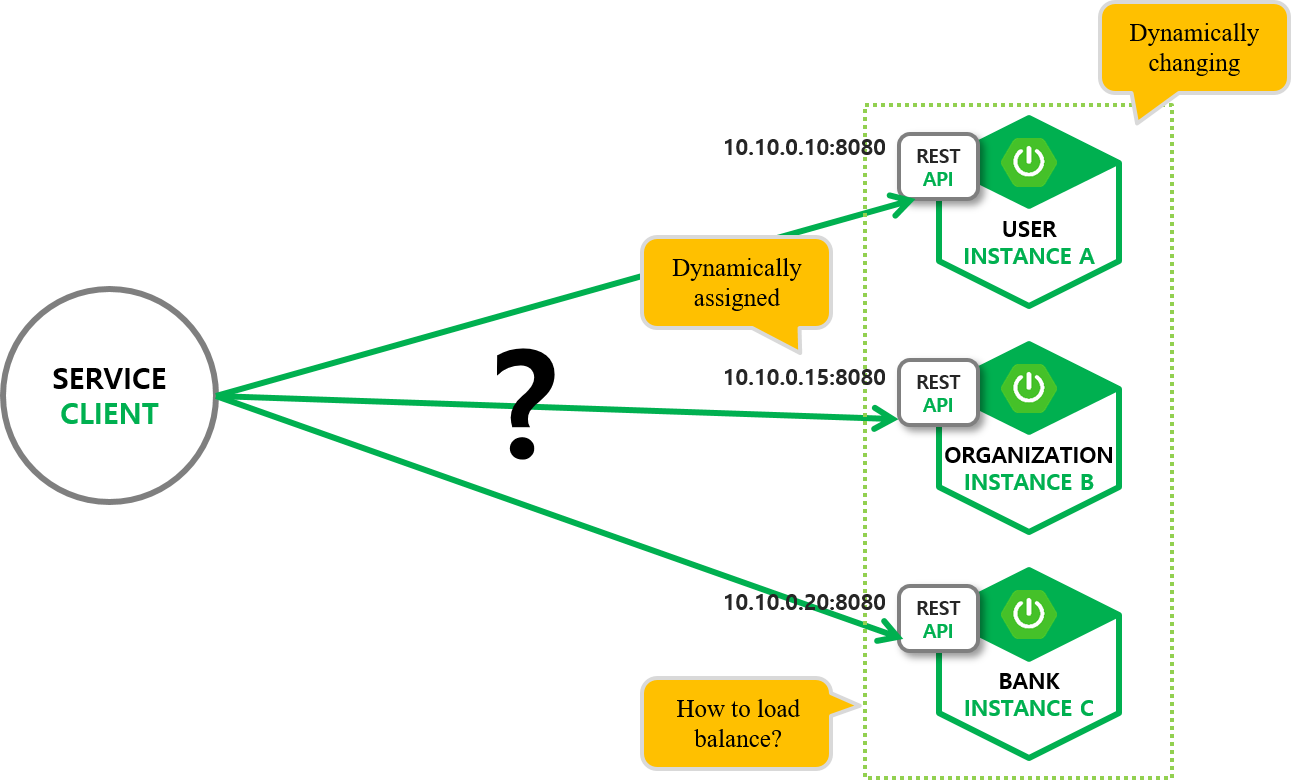 Dynamically
changing
10.10.0.10:8080
REST
API
USER
INSTANCE A
Dynamically
assigned
SERVICE
CLIENT
?
10.10.0.15:8080
REST
API
ORGANIZATION
INSTANCE B
10.10.0.20:8080
REST
API
BANK
INSTANCE C
How to load
balance?